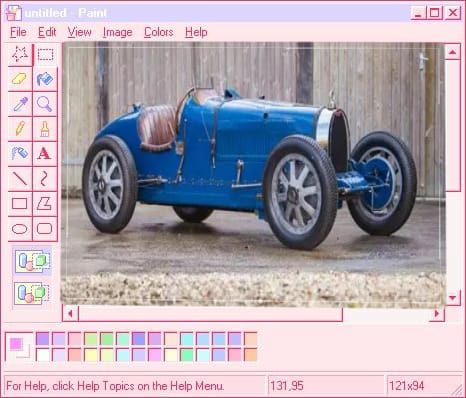 untitled - Paint
File Edit View Image Colors Help
A
For Help, click Help Topics on the Help Menu.
131,95
121x94